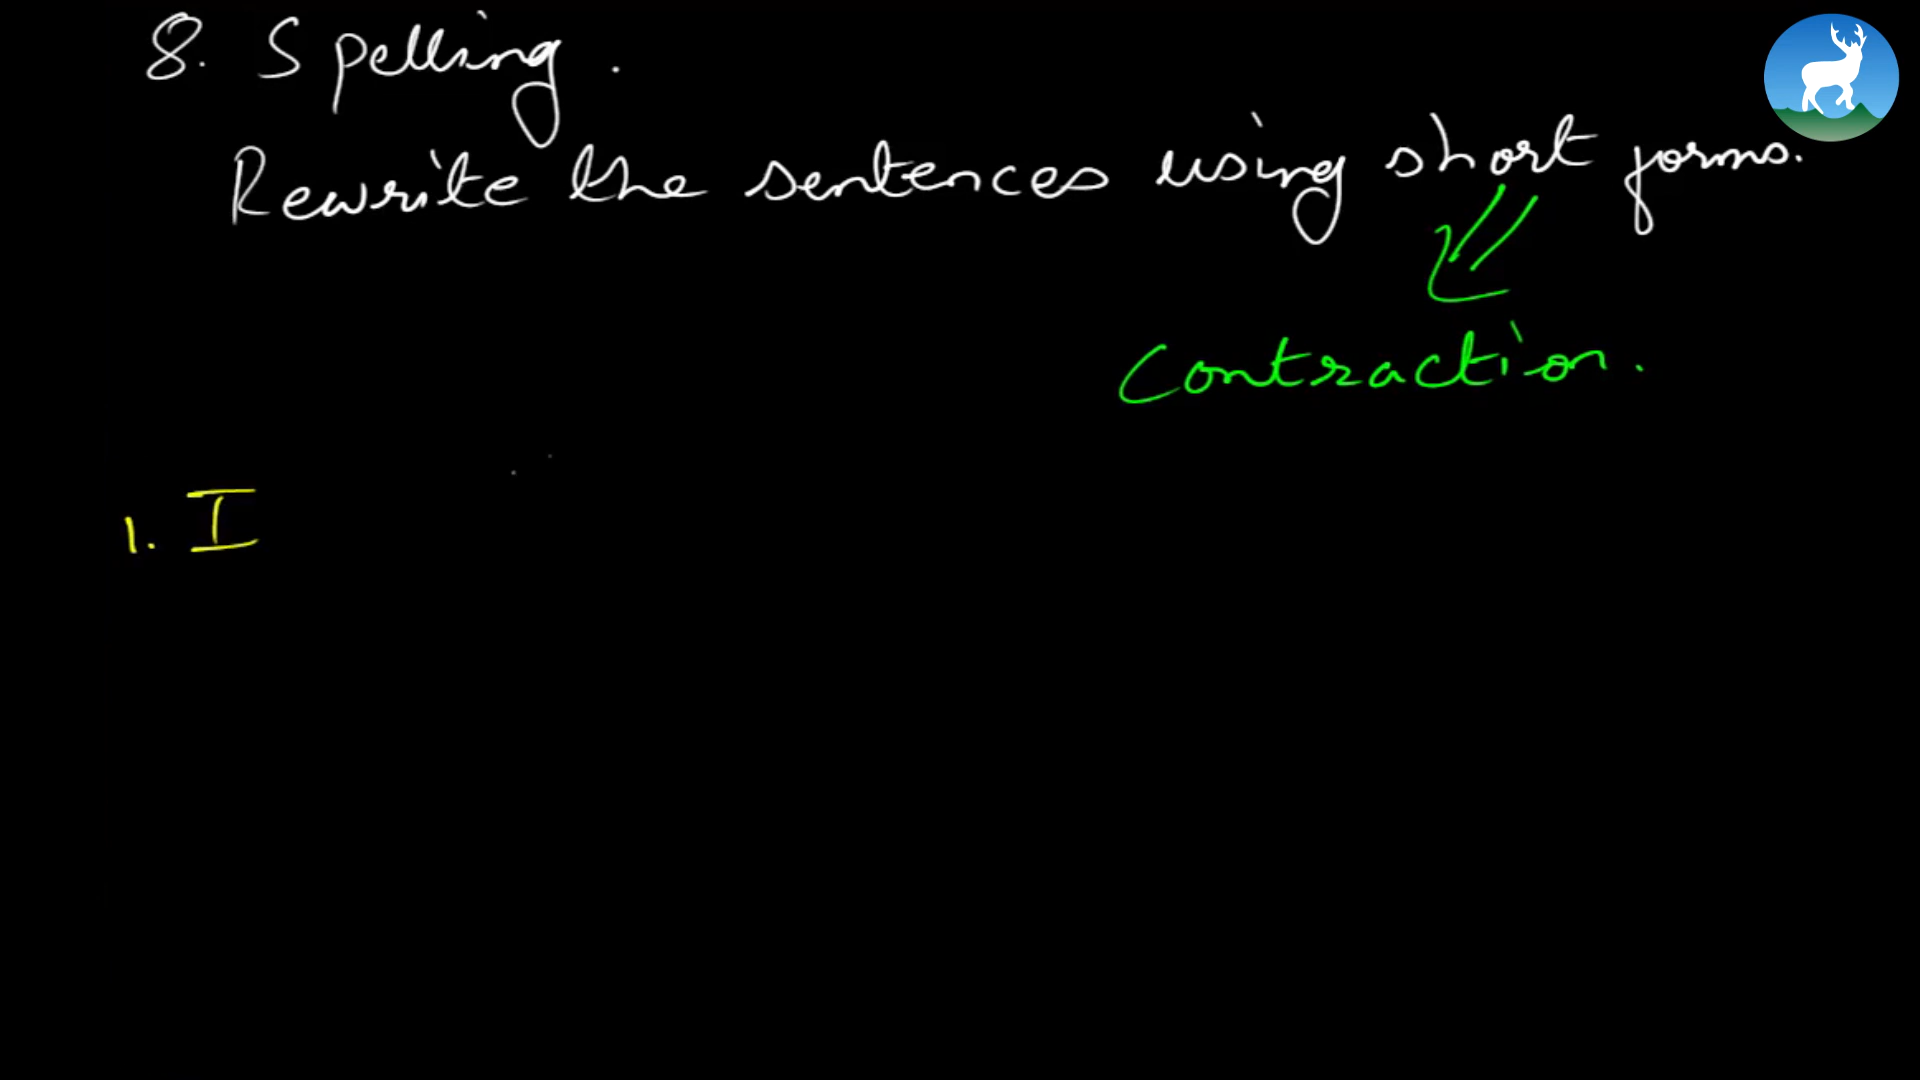 8. Spelling.
Rewrite the sentences using short forms.
Contraction.
1. I